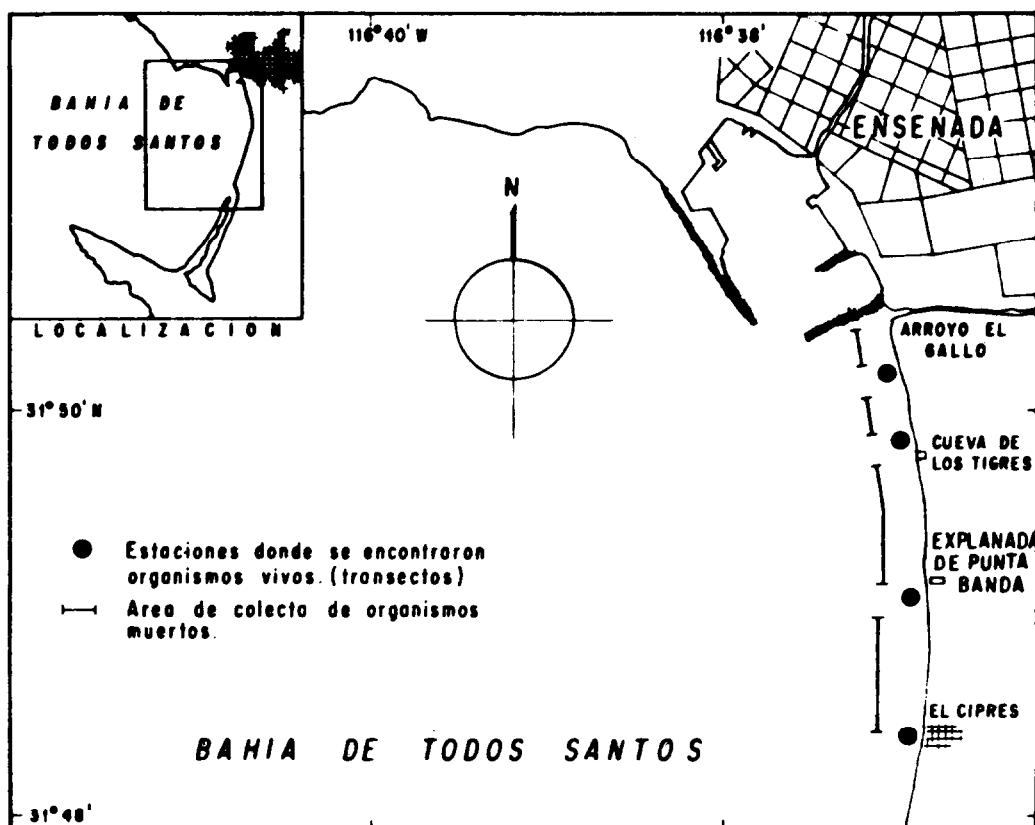 116° 40' W
116° 38'
BAHIA DE
TODOS SANTOS
ENSENADA
N
LOCALIZACION
ARROYO EL
GALLO
31° 50' N
CUEVA DE
LOS TIGRES
EXPLANADA
DE PUNTA
BANDA
Estaciones donde se encontraron
organismos vivos. (transectos)
Area de colecta de organismos
muertos.
EL CIPRES
BAHIA DE TODOS SANTOS
31° 48'